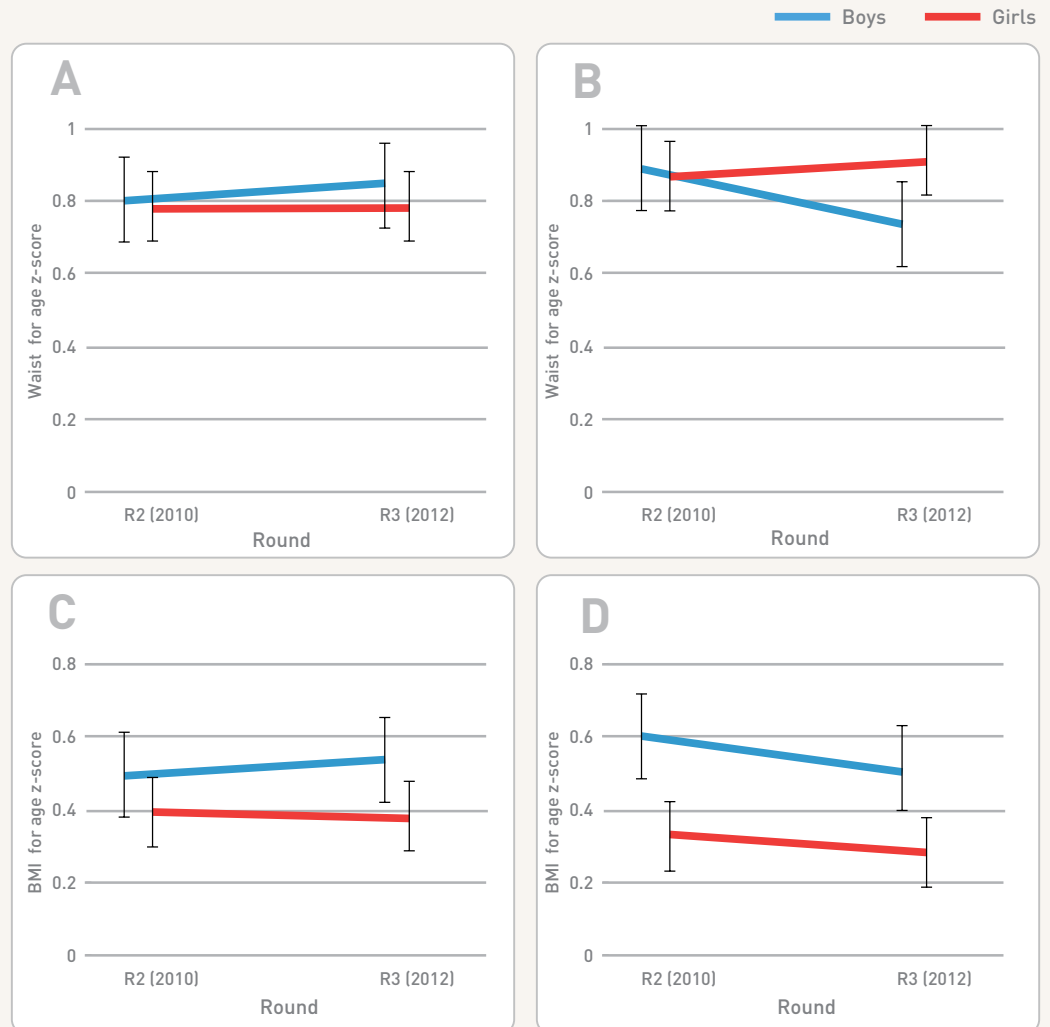 Boys Girls
A
Waist for age z-score
1
0.8
0.6
0.4
0.2
0
R2 (2010) R3 (2012)
Round
B
Waist for age z-score
1
0.8
0.6
0.4
0.2
0
R2 (2010) R3 (2012)
Round
C
BMI for age z-score
0.8
0.6
0.4
0.2
0
R2 (2010) R3 (2012)
Round
D
BMI for age z-score
0.8
0.6
0.4
0.2
0
R2 (2010) R3 (2012)
Round